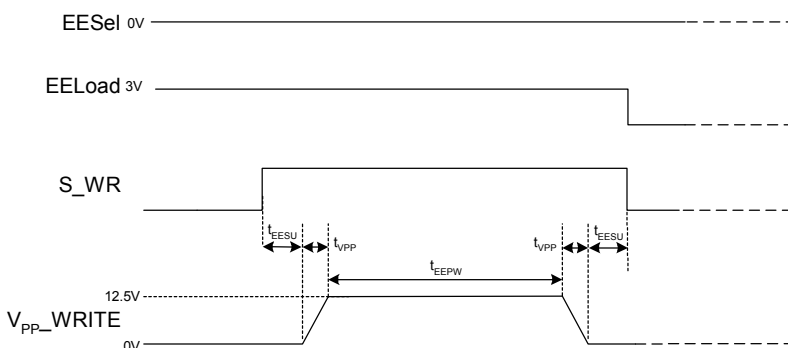 EESel 0V
EELoad 3V
S_WR
tEESU tVPP tVPP tEESU
tEEPW
12.5V
VPP_WRITE
0V